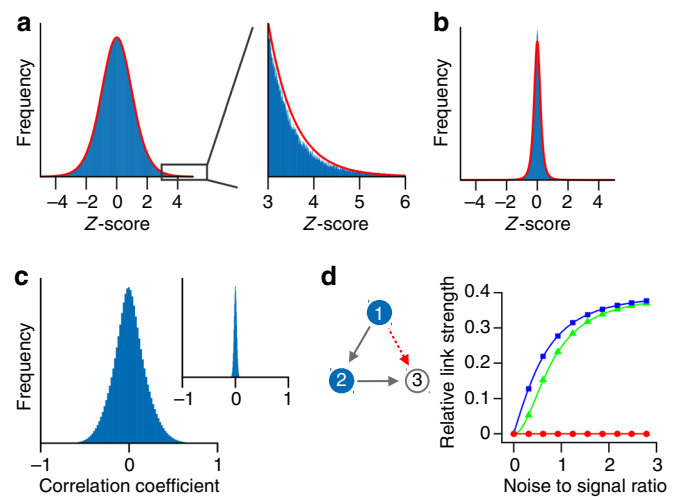 a
Frequency
−4 −2 0 2 4
Z-score
3 4 5 6
Z-score
b
Frequency
−4 −2 0 2 4
Z-score
c
Frequency
−1 0 1
−1 0 1
Correlation coefficient
d
1
2
3
Relative link strength
0.4
0.3
0.2
0.1
0
0 1 2 3
Noise to signal ratio